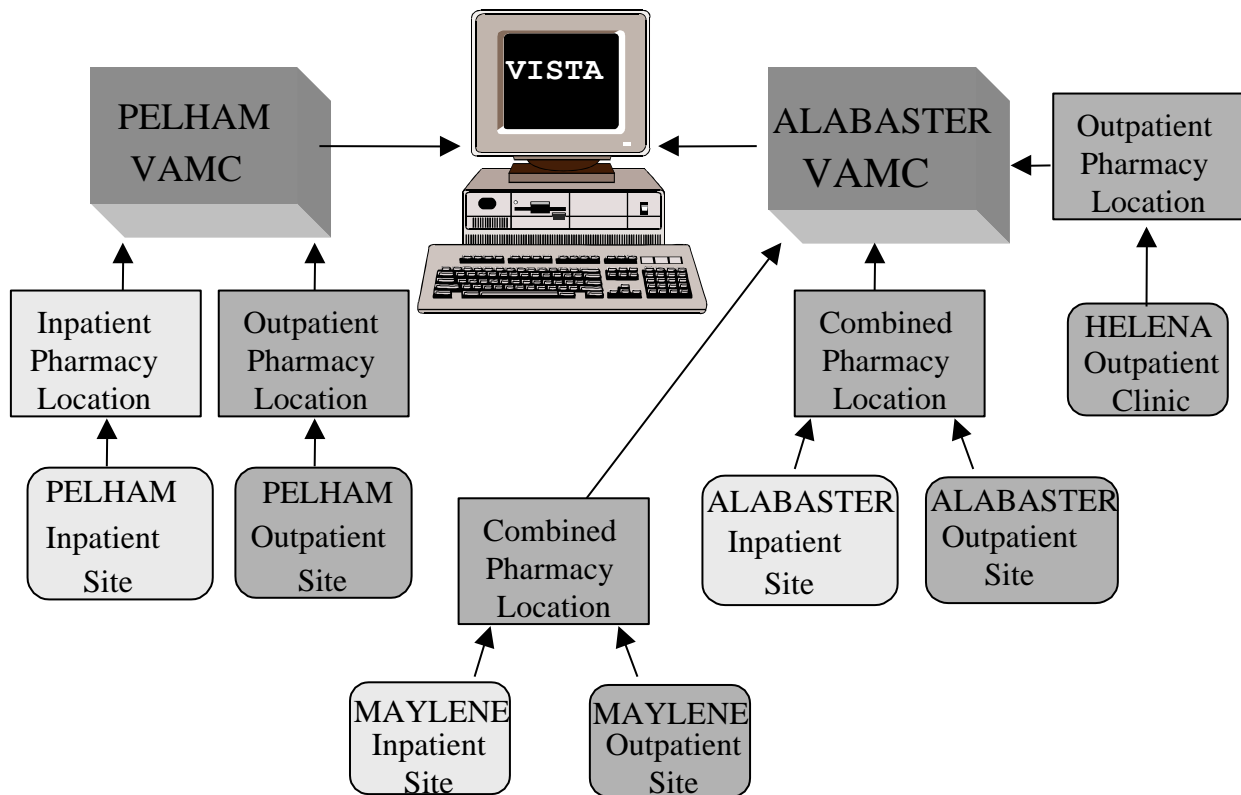 VISTA
PELHAM
VAMC
ALABASTER
VAMC
Outpatient
Pharmacy
Location
Inpatient
Pharmacy
Location
Outpatient
Pharmacy
Location
Combined
Pharmacy
Location
HELENA
Outpatient
Clinic
PELHAM
Inpatient
Site
PELHAM
Outpatient
Site
Combined
Pharmacy
Location
ALABASTER
Inpatient
Site
ALABASTER
Outpatient
Site
MAYLENE
Inpatient
Site
MAYLENE
Outpatient
Site